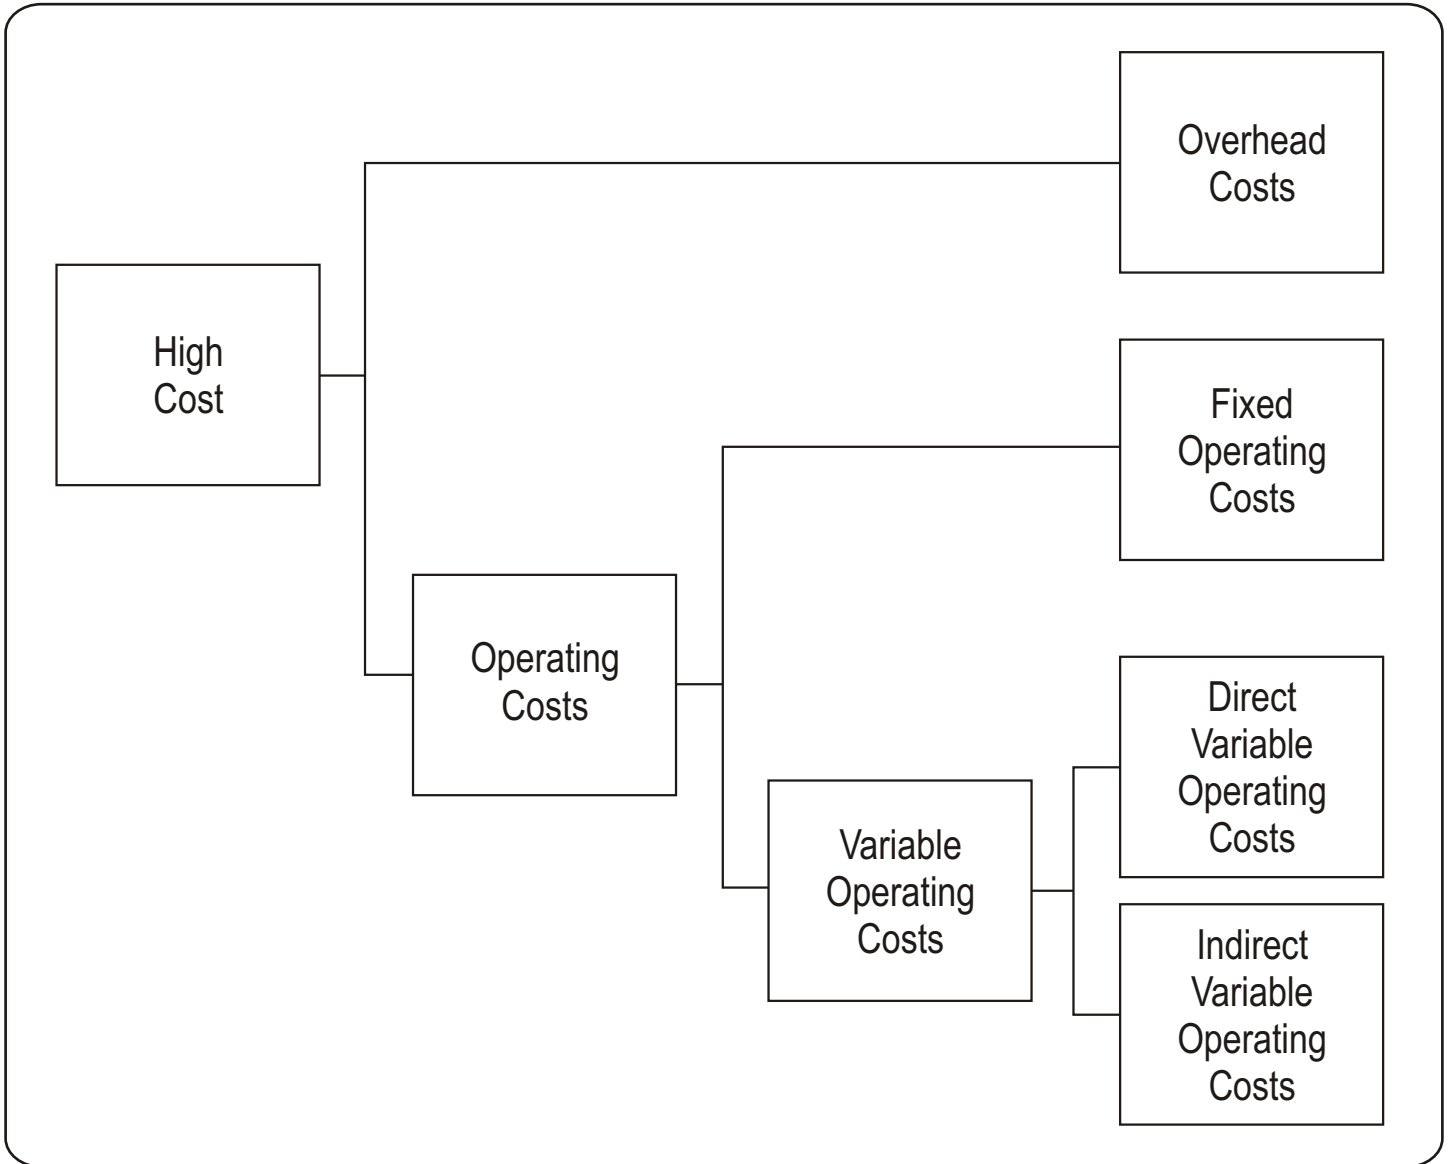 Overhead
Costs
High
Cost
Fixed
Operating
Costs
Operating
Costs
Direct
Variable
Operating
Costs
Variable
Operating
Costs
Indirect
Variable
Operating
Costs